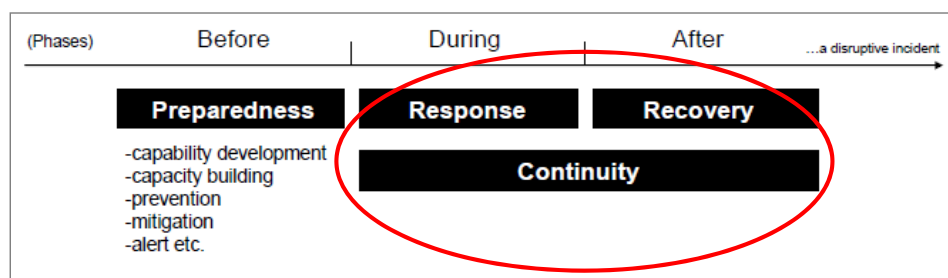 (Phases) Before During After ...a disruptive incident
Preparedness Response Recovery
-capability development
-capacity building
-prevention
-mitigation
-alert etc.
Continuity